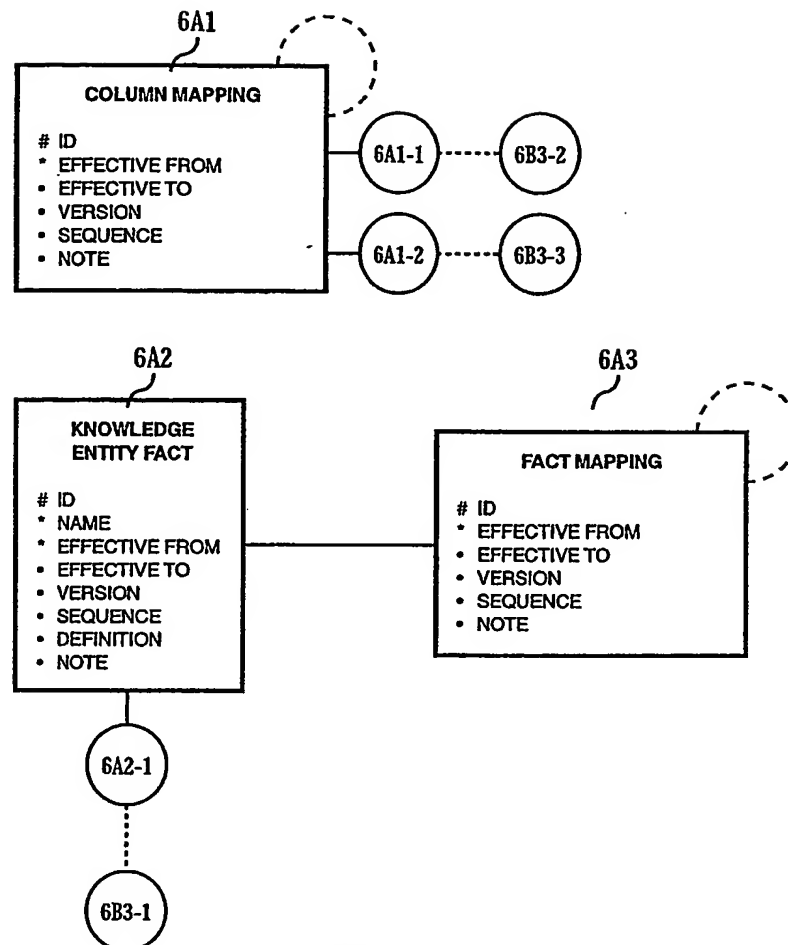 6A1
COLUMN MAPPING
# ID
* EFFECTIVE FROM
• EFFECTIVE TO
• VERSION
• SEQUENCE
• NOTE
6A1-1
6B3-2
6A1-2
6B3-3
6A2
KNOWLEDGE
ENTITY FACT
# ID
* NAME
* EFFECTIVE FROM
• EFFECTIVE TO
• VERSION
• SEQUENCE
• DEFINITION
• NOTE
6A3
FACT MAPPING
# ID
* EFFECTIVE FROM
• EFFECTIVE TO
• VERSION
• SEQUENCE
• NOTE
6A2-1
6B3-1